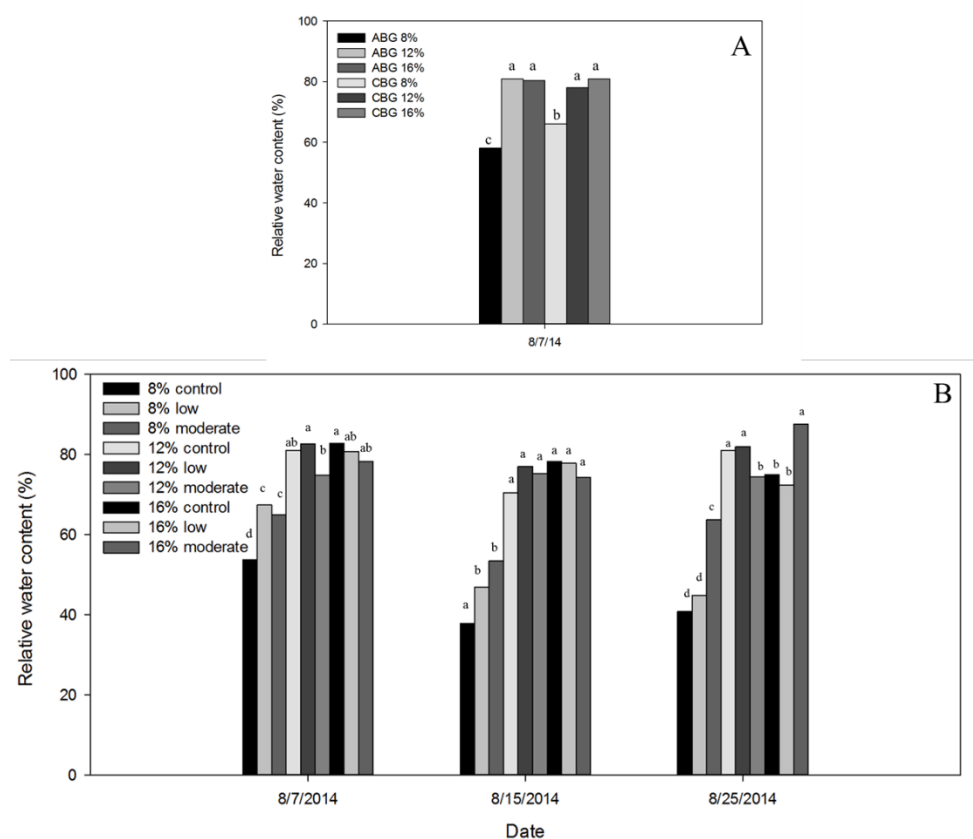 100
80
60
40
20
0
Relative water content (%)
ABG 8%
ABG 12%
ABG 16%
CBG 8%
CBG 12%
CBG 16%
A
c
a
a
b
a
a
8/7/14
100
80
60
40
20
0
Relative water content (%)
8% control
8% low
8% moderate
12% control
12% low
12% moderate
16% control
16% low
16% moderate
B
d
c
c
ab
a
b
a
ab
ab
a
b
b
a
a
a
a
a
a
d
d
c
a
a
b
b
b
a
8/7/2014
8/15/2014
8/25/2014
Date